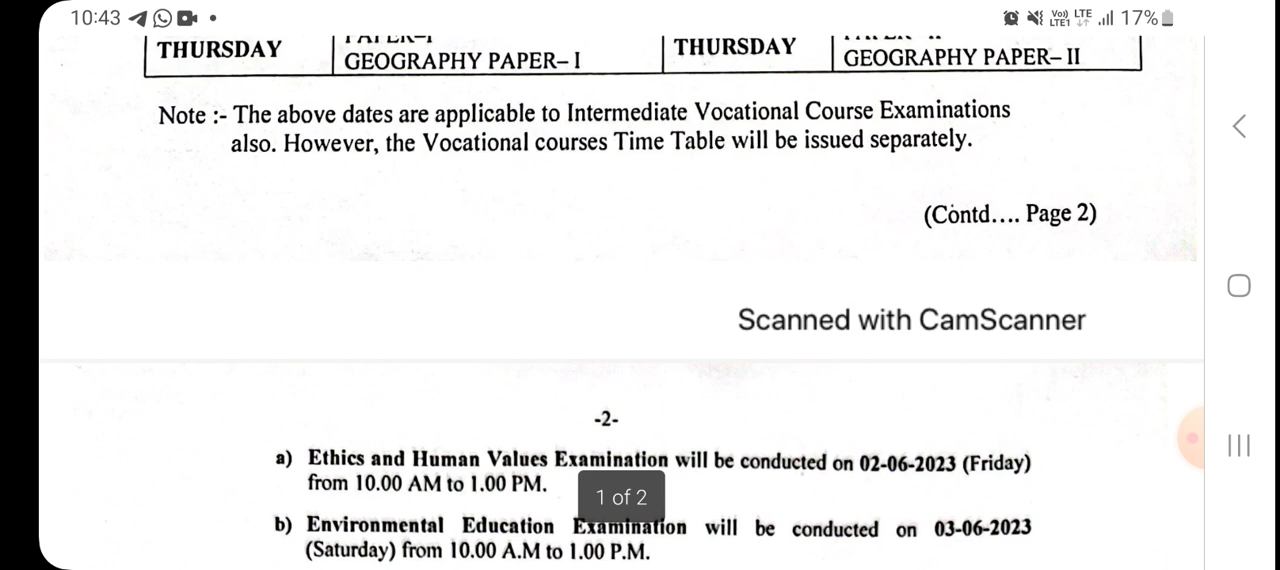 10:43
Vo)) LTE
LTE1
17%
THURSDAY
GEOGRAPHY PAPER– I
THURSDAY
GEOGRAPHY PAPER– II
Note :- The above dates are applicable to Intermediate Vocational Course Examinations
also. However, the Vocational courses Time Table will be issued separately.
(Contd.... Page 2)
Scanned with CamScanner
-2-
a) Ethics and Human Values Examination will be conducted on 02-06-2023 (Friday)
from 10.00 AM to 1.00 PM.
1 of 2
b) Environmental Education Examination will be conducted on 03-06-2023
(Saturday) from 10.00 A.M to 1.00 P.M.